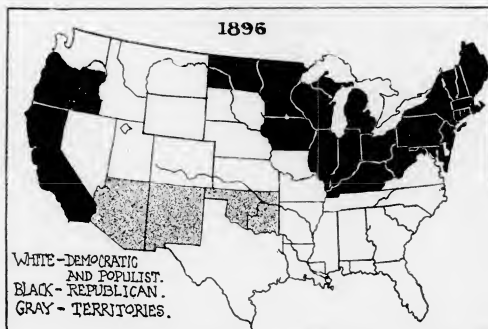 1896
WHITE-DEMOCRATIC
AND POPULIST.
BLACK-REPUBLICAN.
GRAY-TERRITORIES.